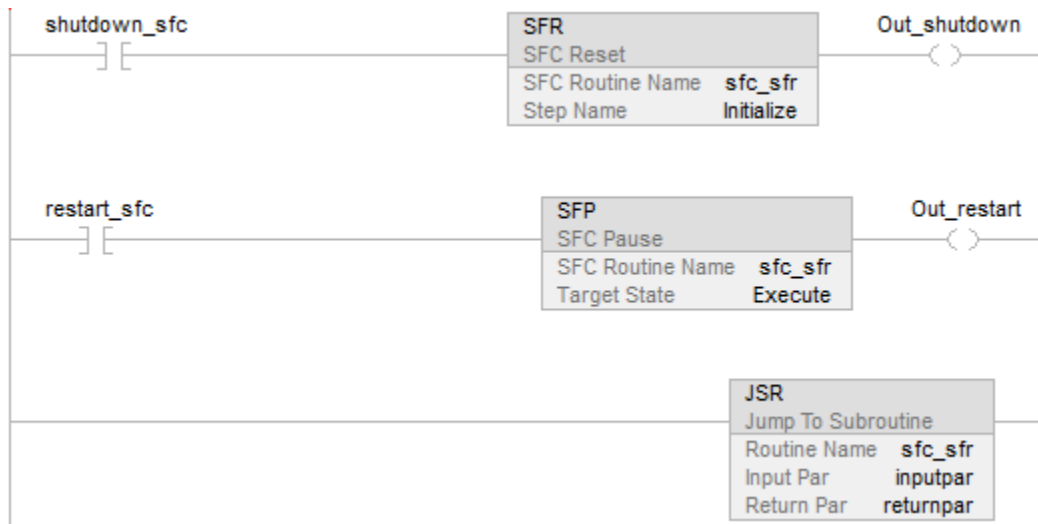 shutdown_sfc
SFR
Out_shutdown
SFC Reset
SFC Routine Name sfc_sfr
Step Name Initialize
restart_sfc
SFP
Out_restart
SFC Pause
SFC Routine Name sfc_sfr
Target State Execute
JSR
Jump To Subroutine
Routine Name sfc_sfr
Input Par inputpar
Return Par returnpar